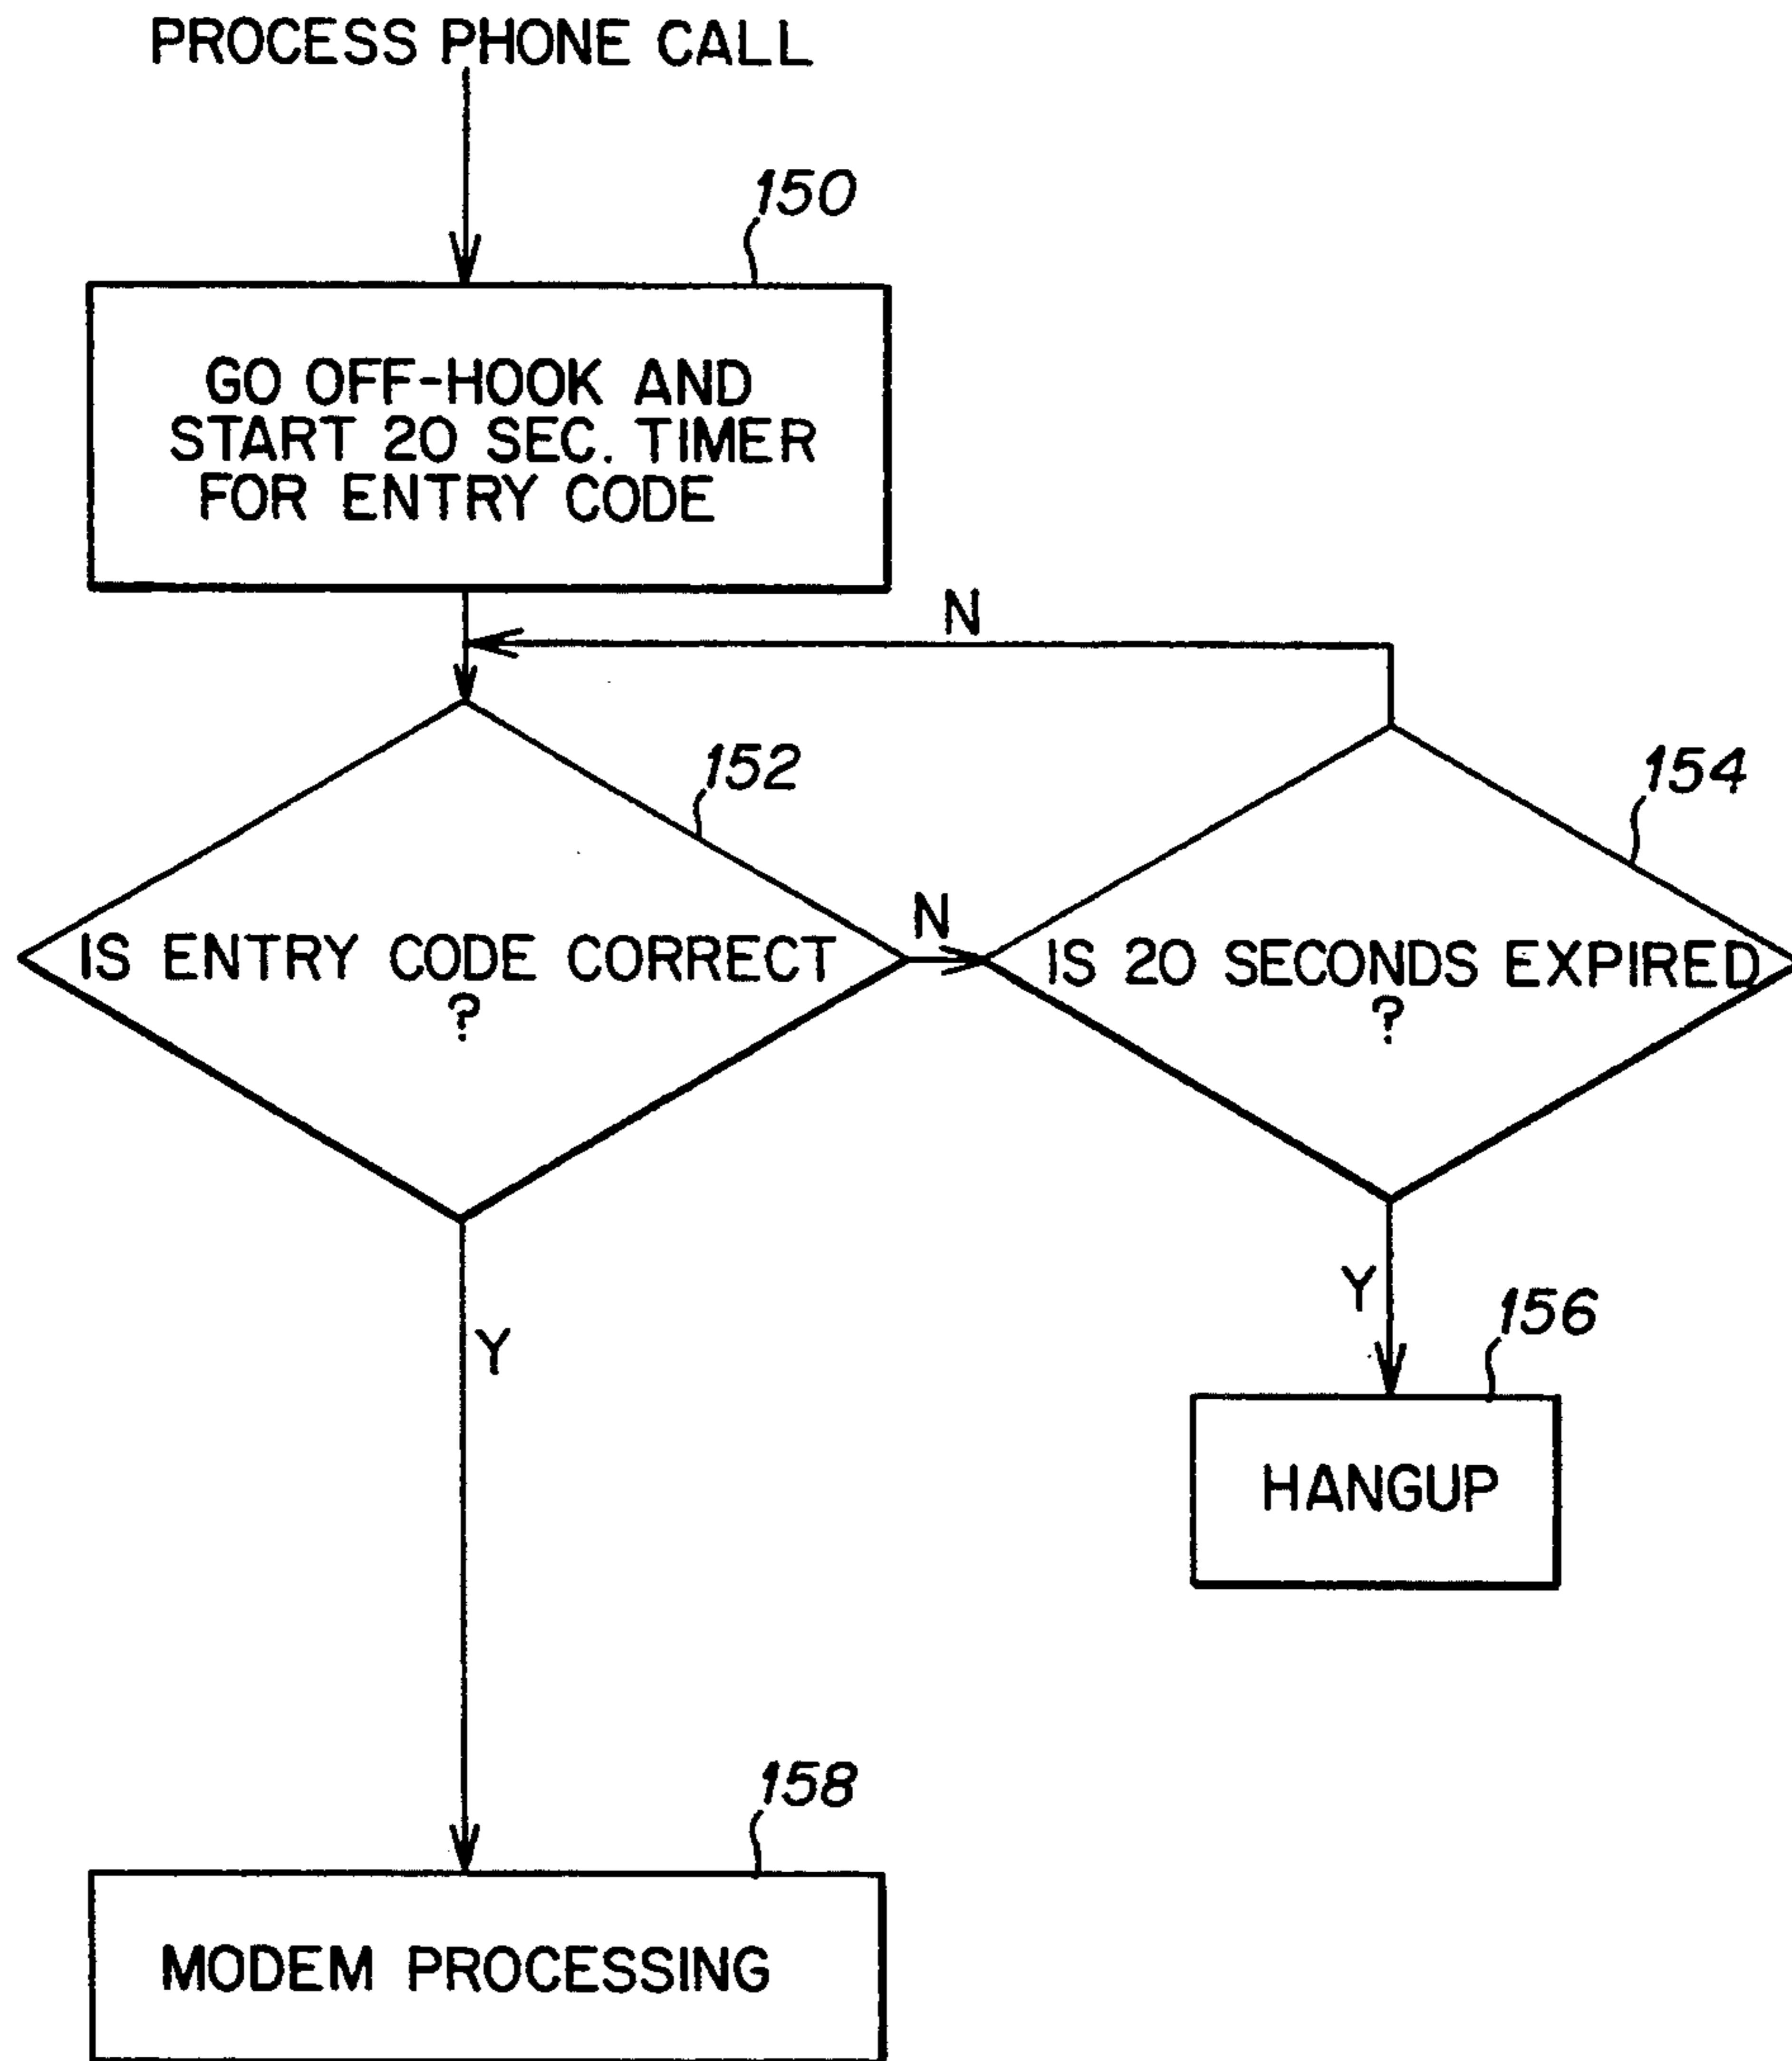 PROCESS PHONE CALL
150
GO OFF-HOOK AND
START 20 SEC. TIMER
FOR ENTRY CODE
N
152
154
IS ENTRY CODE CORRECT
?
N
IS 20 SECONDS EXPIRED
?
Y
Y
156
HANGUP
158
MODEM PROCESSING